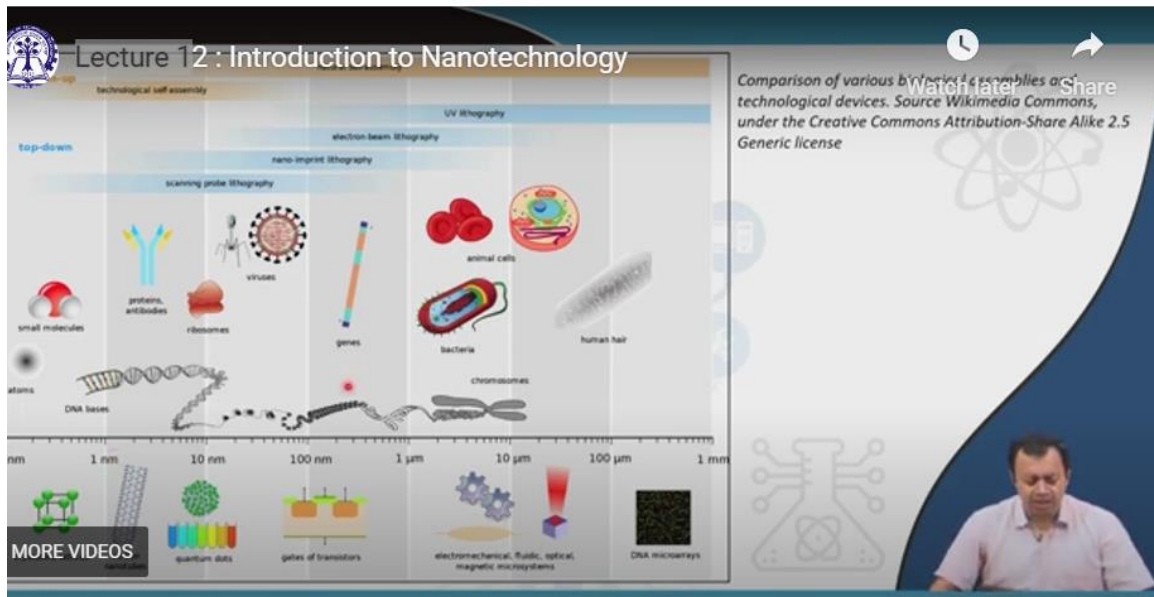 Lecture 12 : Introduction to Nanotechnology
Watch later
Share
technological self assembly
UV lithography
top-down
electron beam lithography
nano-imprint lithography
scanning probe lithography
Comparison of various biological assemblies and
technological devices. Source Wikimedia Commons,
under the Creative Commons Attribution-Share Alike 2.5
Generic license
viruses
animal cells
proteins,
antibodies
small molecules
ribosomes
genes
bacteria
human hair
atoms
DNA bases
chromosomes
nm 1 nm 10 nm 100 nm 1 μm 10 μm 100 μm 1 mm
MORE VIDEOS
quantum dots
gates of transistors
electromechanical, fluidic, optical,
magnetic microsystems
DNA microarrays